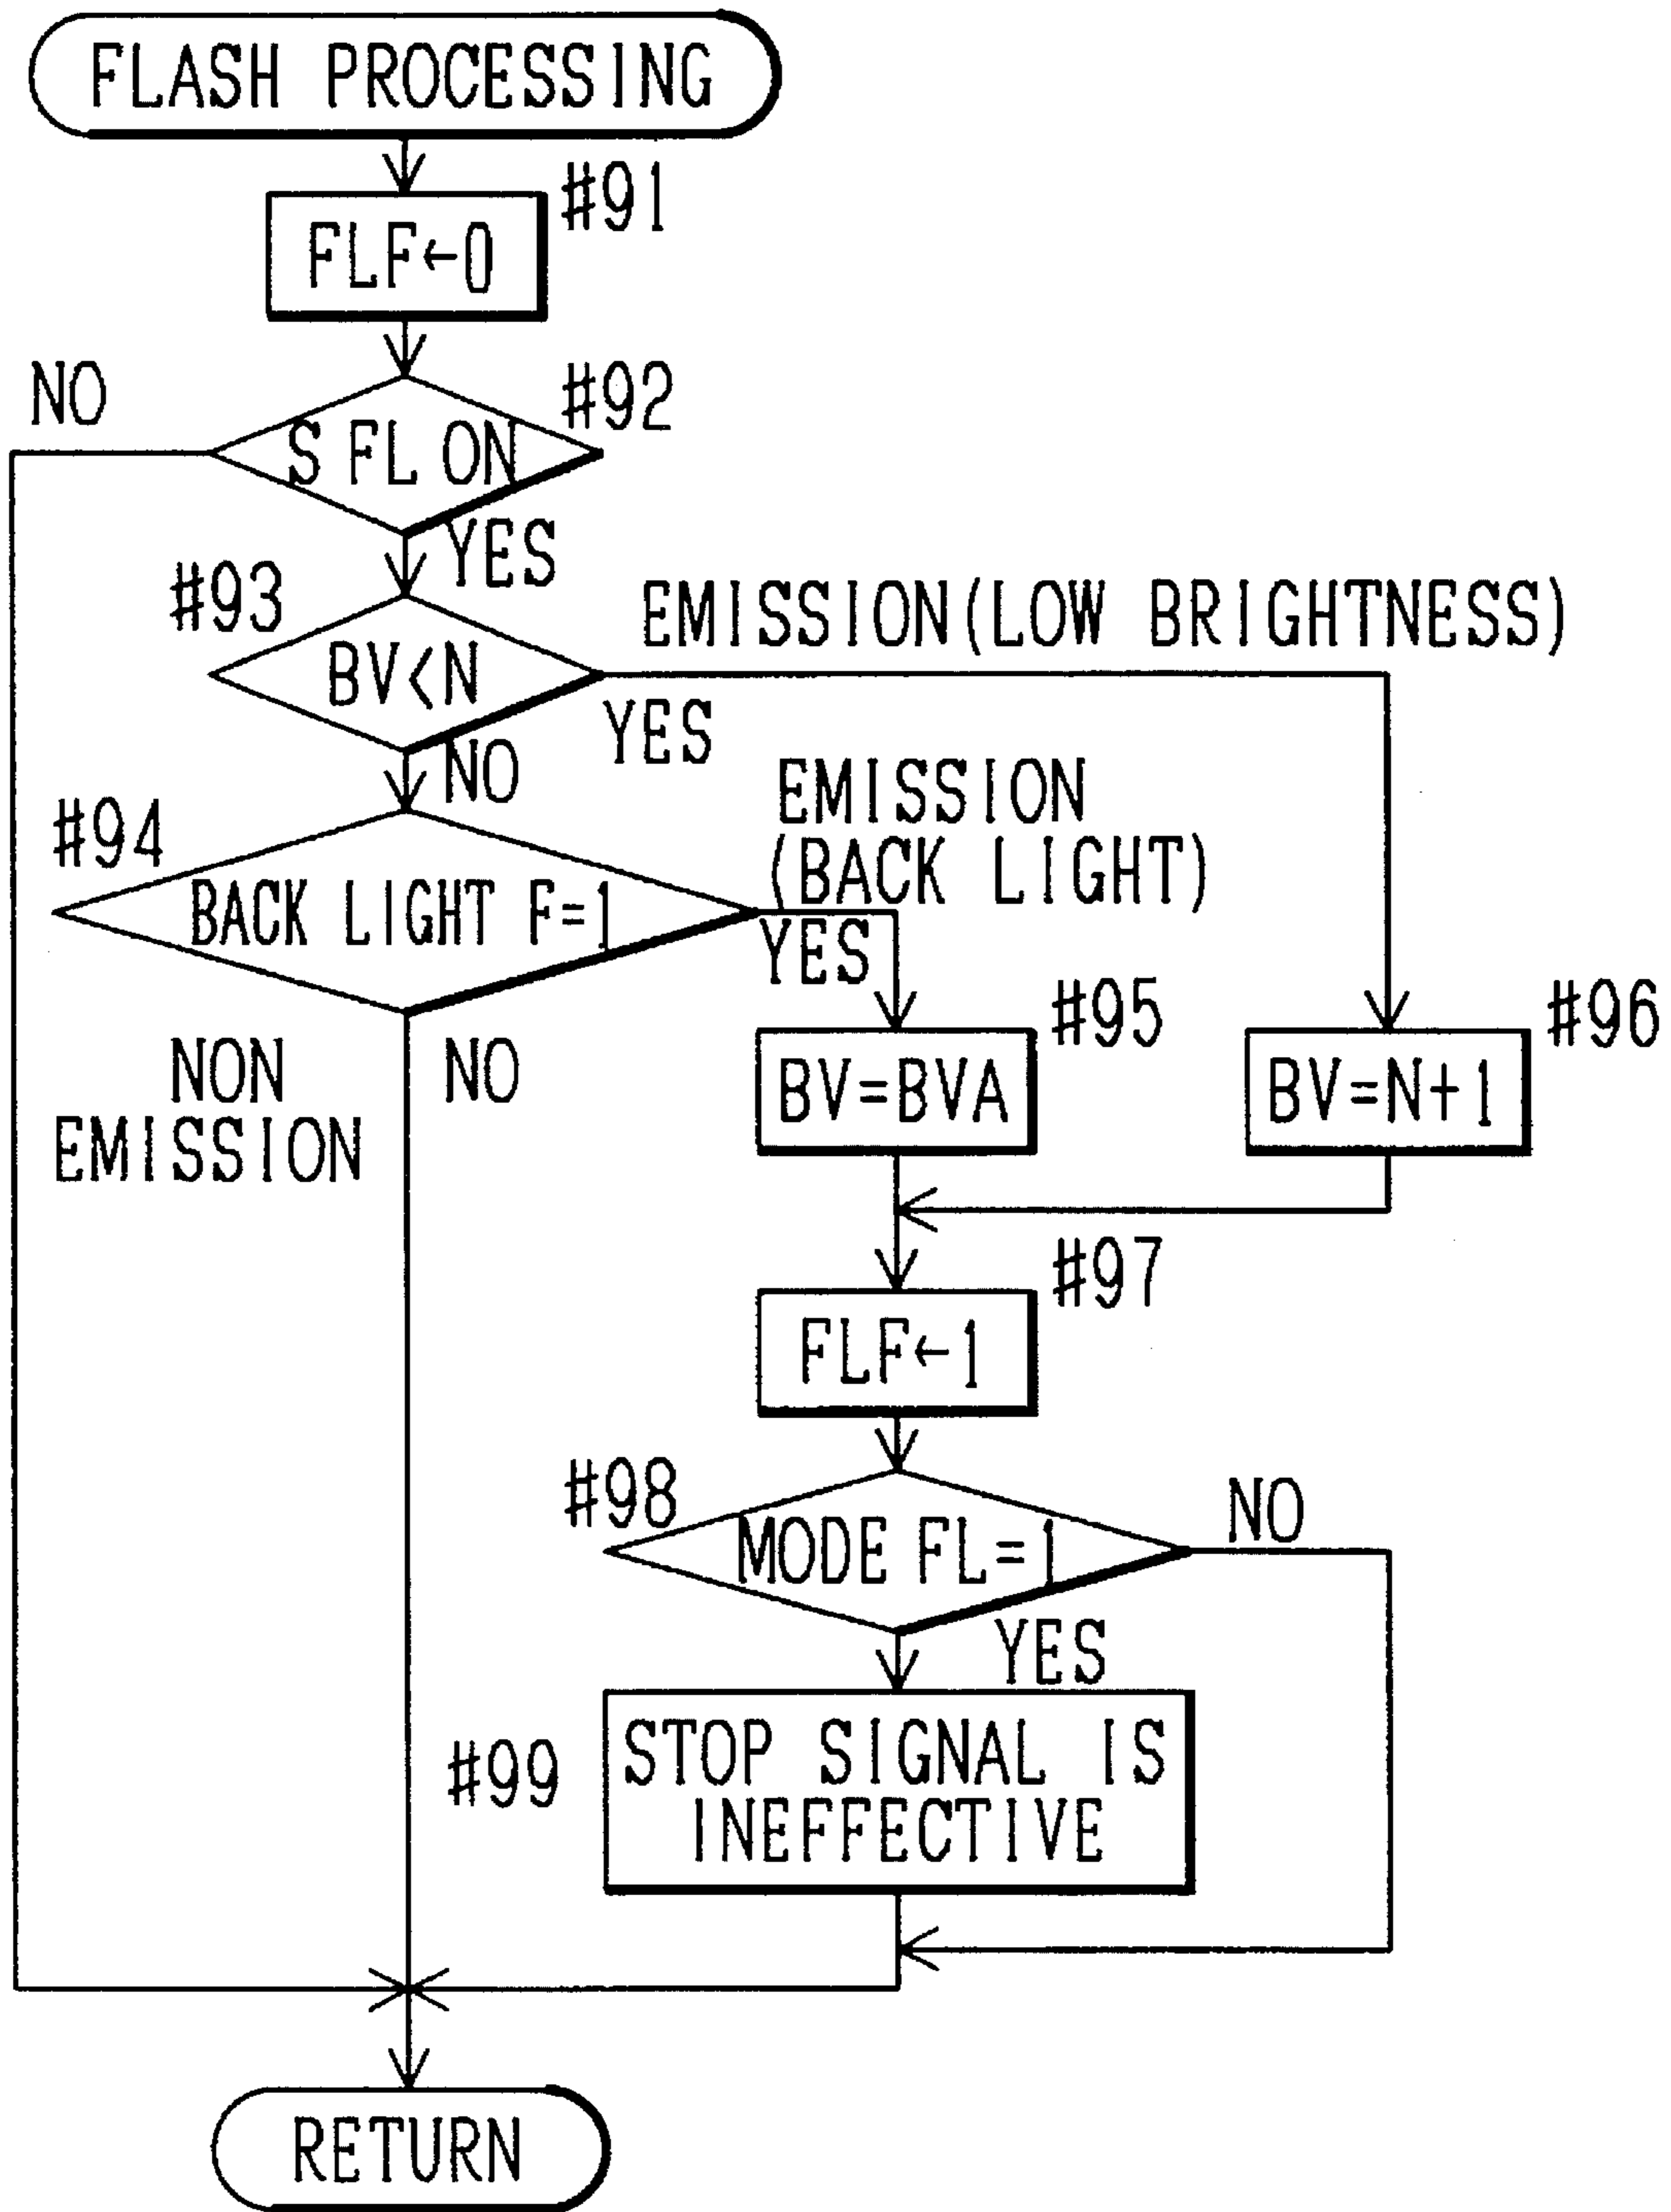 FLASH PROCESSING
#91
FLF←0
NO
#92
S FL ON
YES
#93
EMISSION(LOW BRIGHTNESS)
BV<N
YES
NO
EMISSION
(BACK LIGHT)
#94
BACK LIGHT F=1
YES
#95
#96
NON
EMISSION
NO
BV=BVA
BV=N+1
#97
FLF←1
#98
NO
MODE FL=1
YES
#99
STOP SIGNAL IS
INEFFECTIVE
RETURN